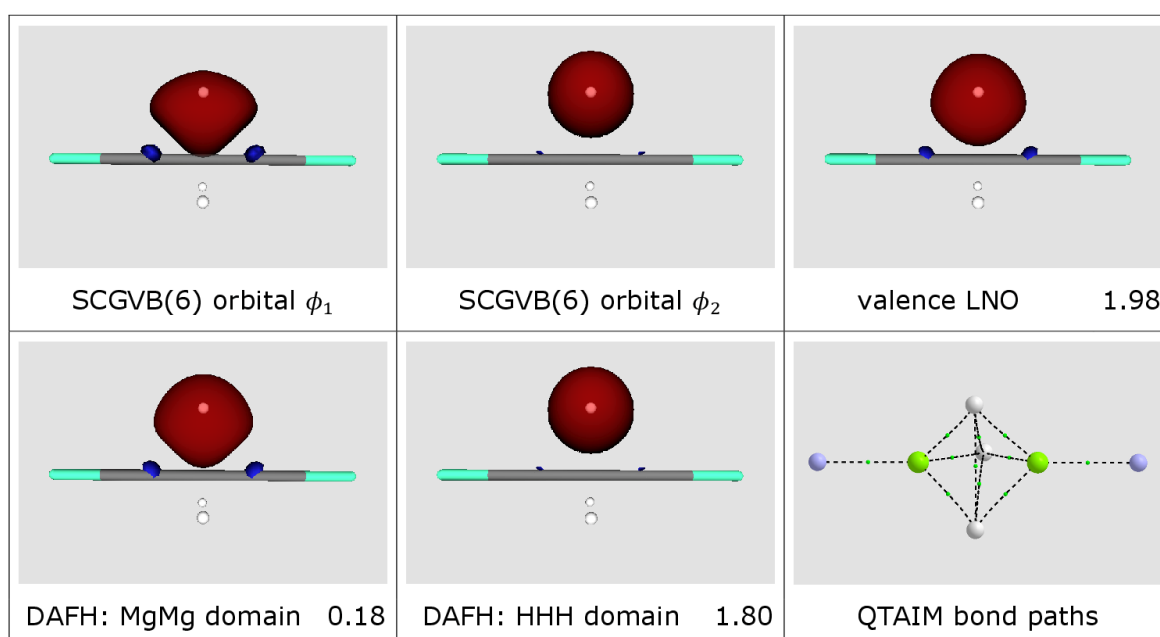 SCGVB(6) orbital ϕ₁
SCGVB(6) orbital ϕ₂
valence LNO 1.98
DAFH: MgMg domain 0.18
DAFH: HHH domain 1.80
QTAIM bond paths